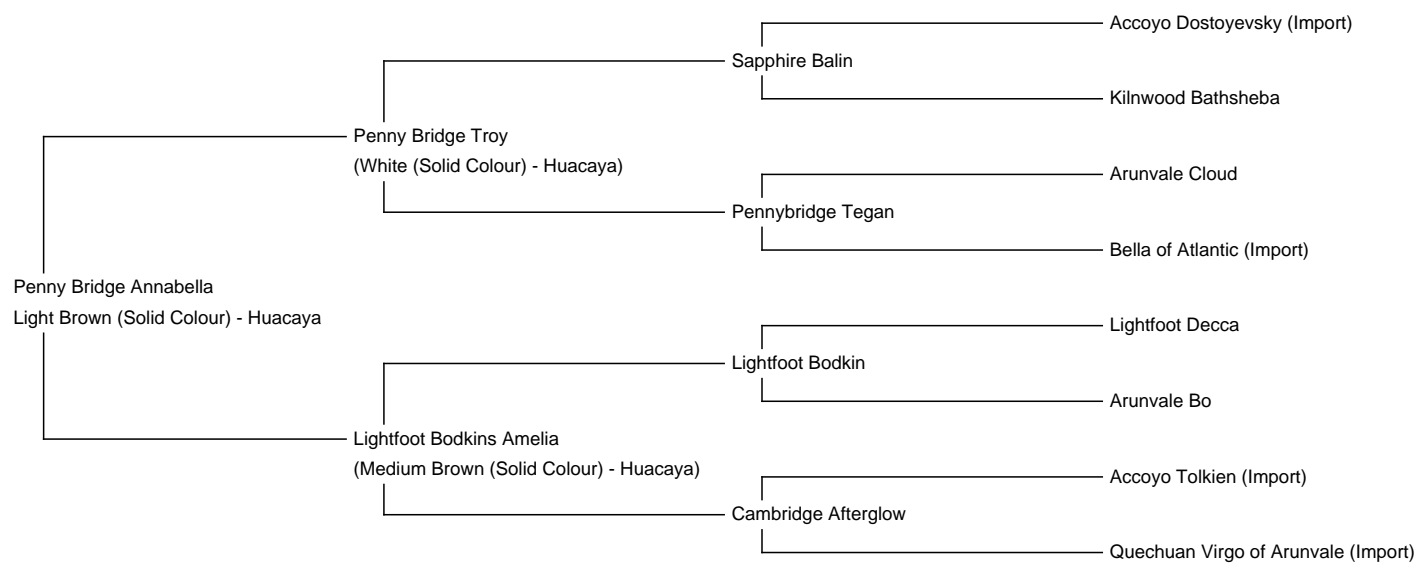 Accoyo Dostoyevsky (Import)
Sapphire Balin
Kilnwood Bathsheba
Penny Bridge Troy
(White (Solid Colour) - Huacaya)
Arunvale Cloud
Pennybridge Tegan
Bella of Atlantic (Import)
Penny Bridge Annabella
Light Brown (Solid Colour) - Huacaya
Lightfoot Decca
Lightfoot Bodkin
Arunvale Bo
Lightfoot Bodkins Amelia
(Medium Brown (Solid Colour) - Huacaya)
Accoyo Tolkien (Import)
Cambridge Afterglow
Quechuan Virgo of Arunvale (Import)